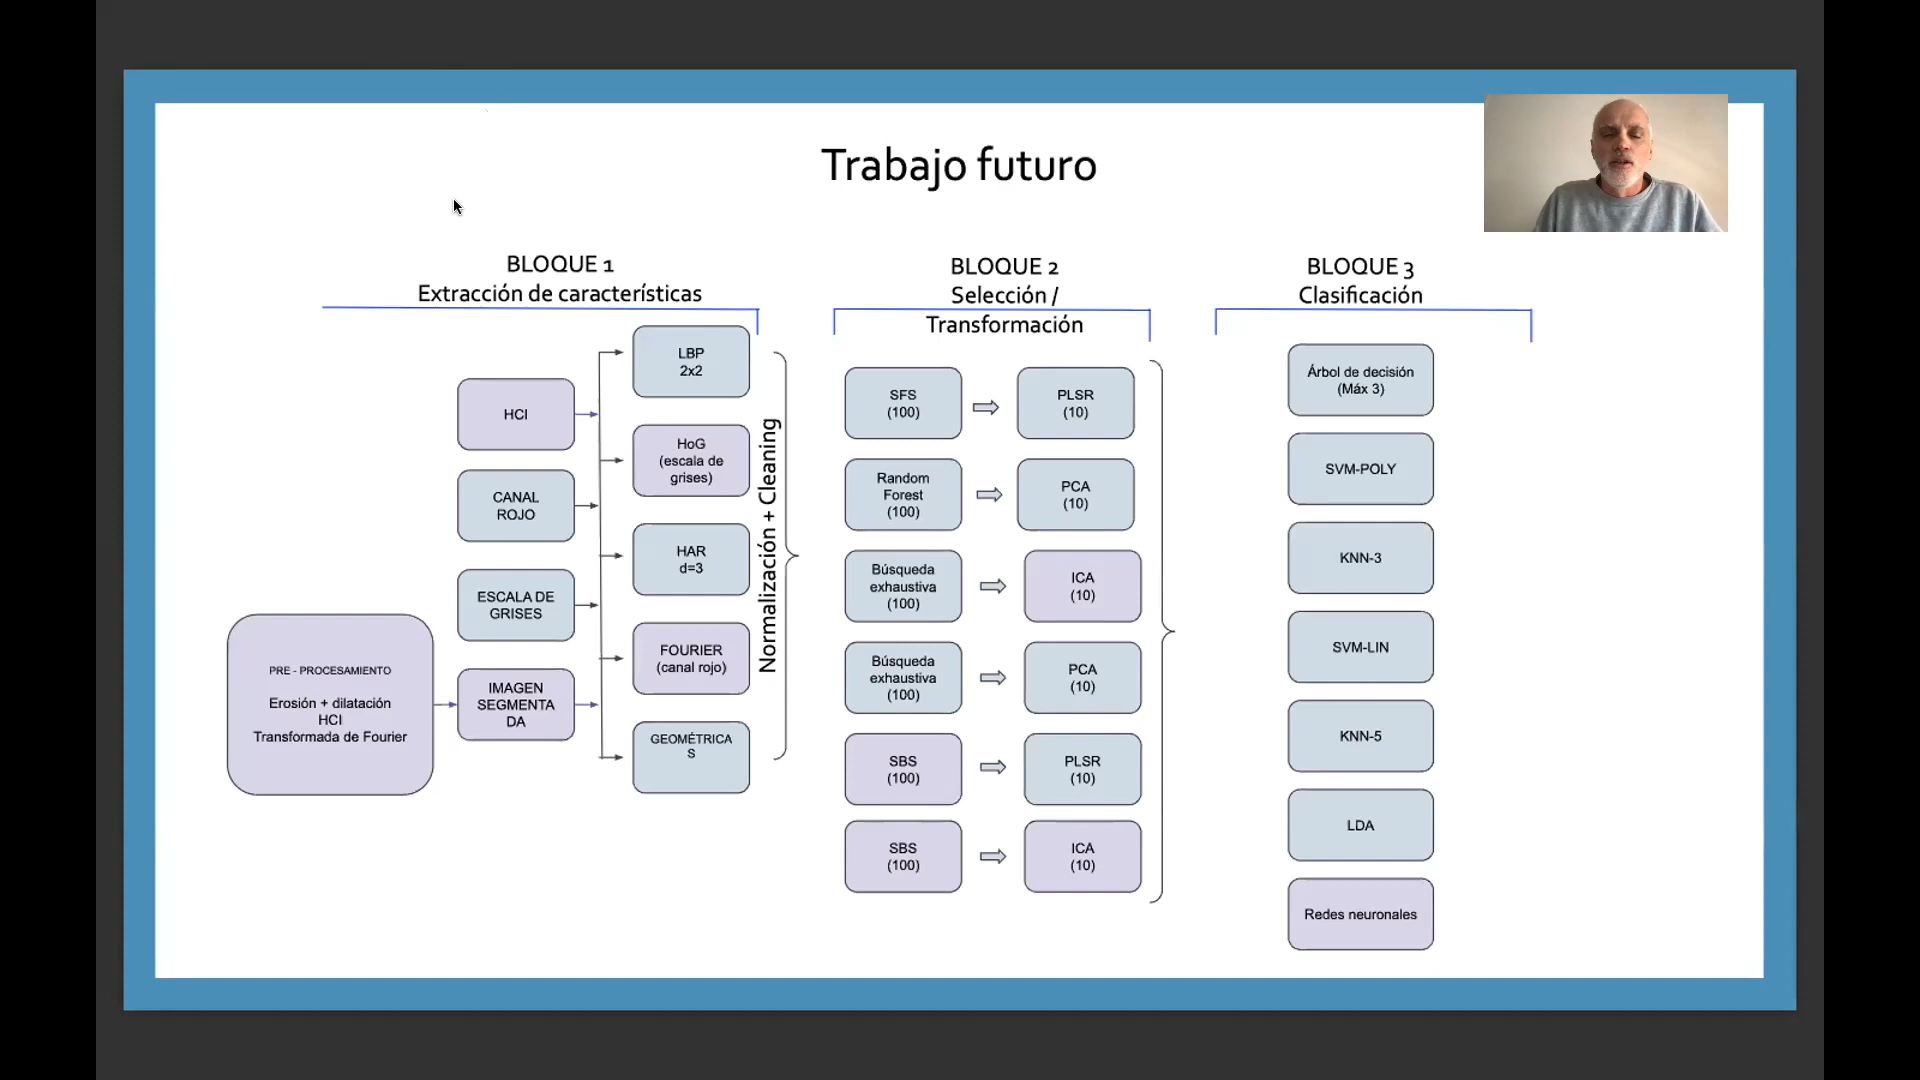 Trabajo futuro
BLOQUE 1
Extracción de características
BLOQUE 2
Selección /
Transformación
BLOQUE 3
Clasificación
PRE - PROCESAMIENTO
Erosión + dilatación
HCI
Transformada de Fourier
HCI
CANAL
ROJO
ESCALA DE
GRISES
IMAGEN
SEGMENTA
DA
LBP
2x2
HoG
(escala de
grises)
HAR
d=3
FOURIER
(canal rojo)
GEOMÉTRICA
S
Normalización + Cleaning
SFS
(100)
PLSR
(10)
Random
Forest
(100)
PCA
(10)
Búsqueda
exhaustiva
(100)
ICA
(10)
Búsqueda
exhaustiva
(100)
PCA
(10)
SBS
(100)
PLSR
(10)
SBS
(100)
ICA
(10)
Árbol de decisión
(Máx 3)
SVM-POLY
KNN-3
SVM-LIN
KNN-5
LDA
Redes neuronales